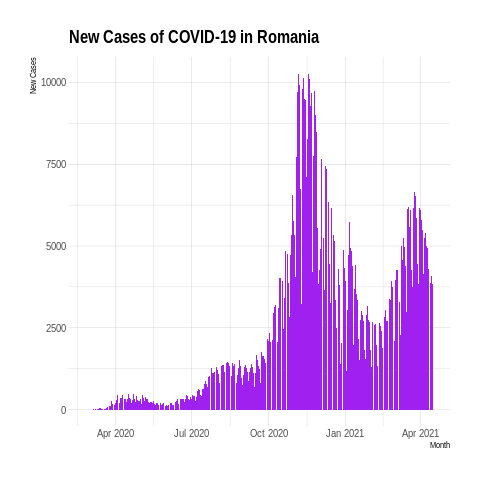 New Cases of COVID-19 in Romania
New Cases
10000
7500
5000
2500
0
Apr 2020 Jul 2020 Oct 2020 Jan 2021 Apr 2021
Month